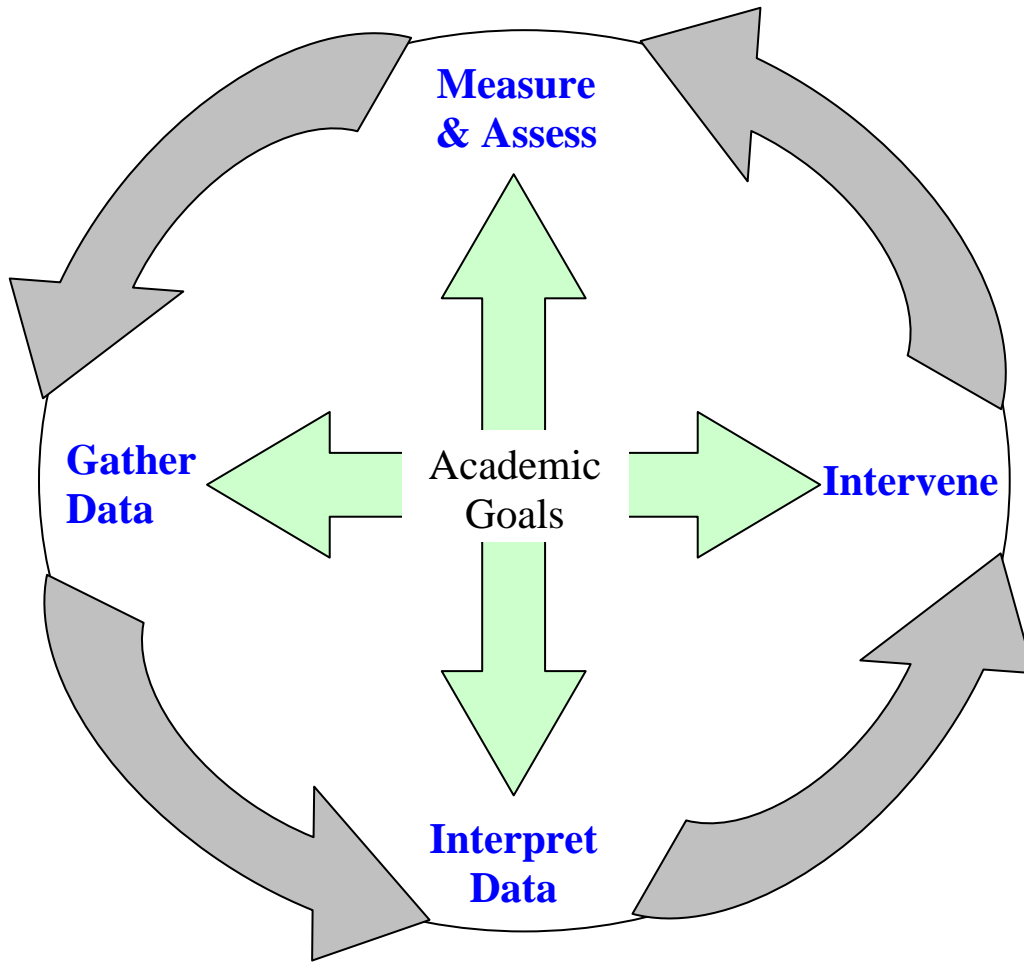 Measure
& Assess
Gather
Data
Academic
Goals
Intervene
Interpret
Data